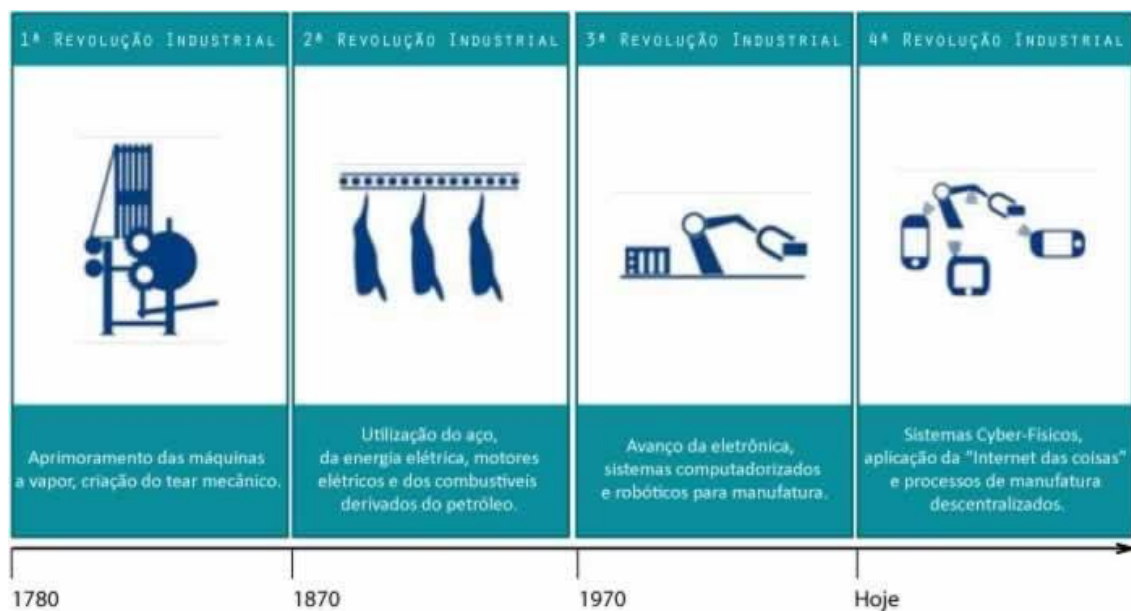 1ª Revolução Industrial
2ª Revolução Industrial
3ª Revolução Industrial
4ª Revolução Industrial
Aprimoramento das máquinas
a vapor, criação do tear mecânico.
Utilização do aço,
da energia elétrica, motores
elétricos e dos combustíveis
derivados do petróleo.
Avanço da eletrônica,
sistemas computadorizados
e robóticos para manufatura.
Sistemas Cyber-Físicos,
aplicação da "Internet das coisas"
e processos de manufatura
descentralizados.
1780
1870
1970
Hoje